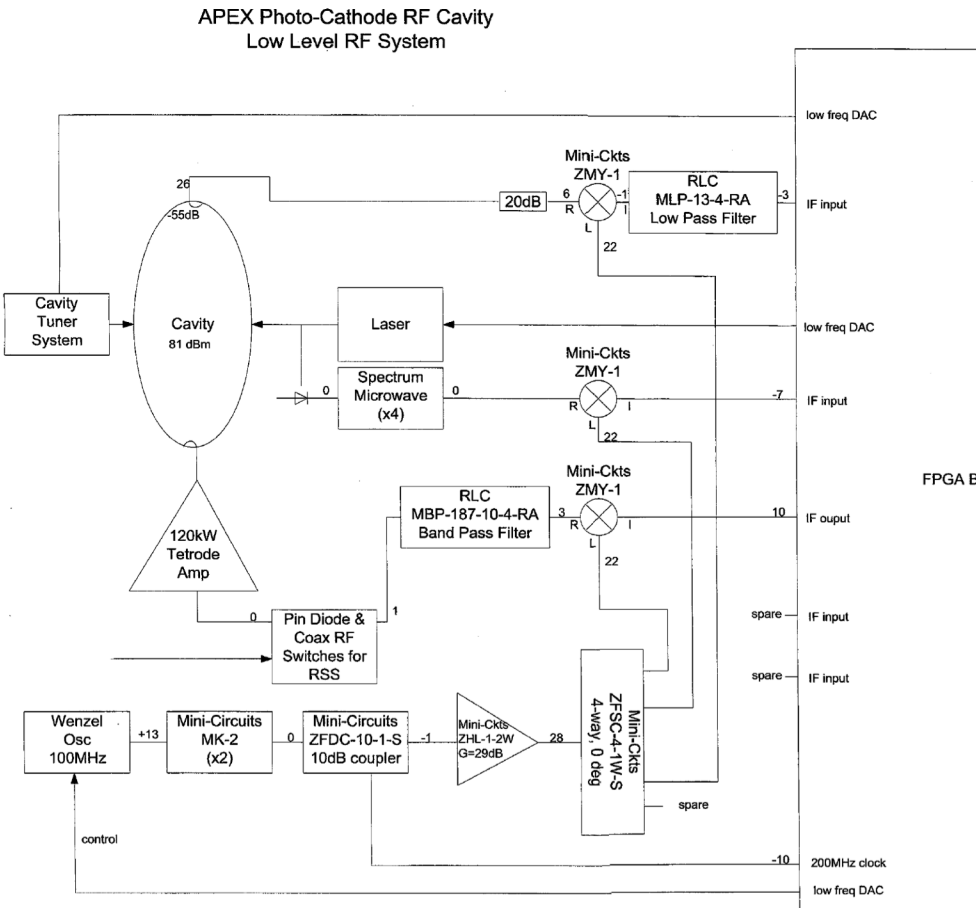 APEX Photo-Cathode RF Cavity
Low Level RF System
low freq DAC
Mini-Ckts
ZMY-1
26
-55dB
20dB
6
R
-1
I
L
22
RLC
MLP-13-4-RA
Low Pass Filter
-3
IF input
Cavity
Tuner
System
Cavity
81 dBm
Laser
low freq DAC
Mini-Ckts
ZMY-1
0
Spectrum
Microwave
(x4)
0
R
I
L
22
-7
IF input
FPGA B
Mini-Ckts
ZMY-1
RLC
MBP-187-10-4-RA
Band Pass Filter
3
R
I
L
22
10
IF ouput
120kW
Tetrode
Amp
0
Pin Diode &
Coax RF
Switches for
RSS
1
spare
IF input
spare
IF input
Wenzel
Osc
100MHz
+13
Mini-Circuits
MK-2
(x2)
0
Mini-Circuits
ZFDC-10-1-S
10dB coupler
-1
Mini-Ckts
ZHL-1-2W
G=29dB
28
Mini-Ckts
ZFSC-4-1W-S
4-way, 0 deg
spare
control
-10
200MHz clock
low freq DAC